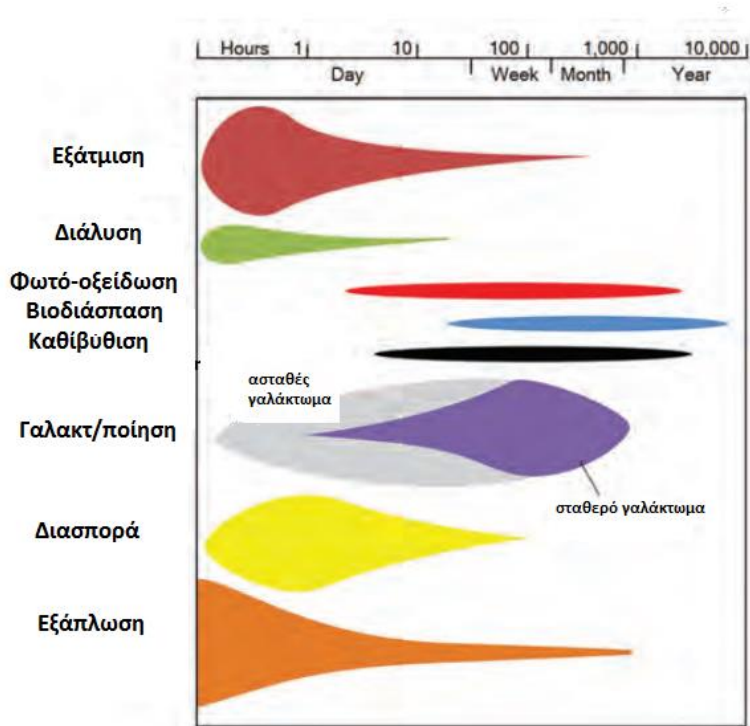 Hours 1 10 100 1,000 10,000
Day Week Month Year
Εξάτμιση
Διάλυση
Φωτό-οξείδωση
Βιοδιάσπαση
Καθίβύθιση
ασταθές
γαλάκτωμα
Γαλακτ/ποίηση
σταθερό γαλάκτωμα
Διασπορά
Εξάπλωση